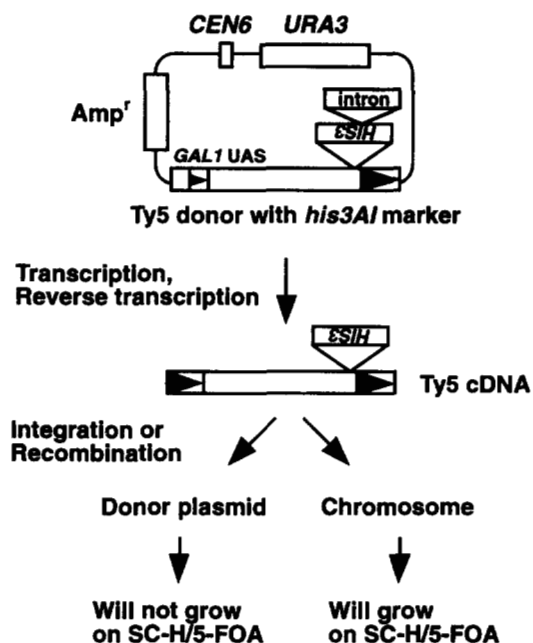 CEN6 URA3
Amp^r
intron
HIS3
GAL1 UAS
Ty5 donor with his3AI marker
Transcription,
Reverse transcription
HIS3
Ty5 cDNA
Integration or
Recombination
Donor plasmid Chromosome
Will not grow Will grow
on SC-H/5-FOA on SC-H/5-FOA